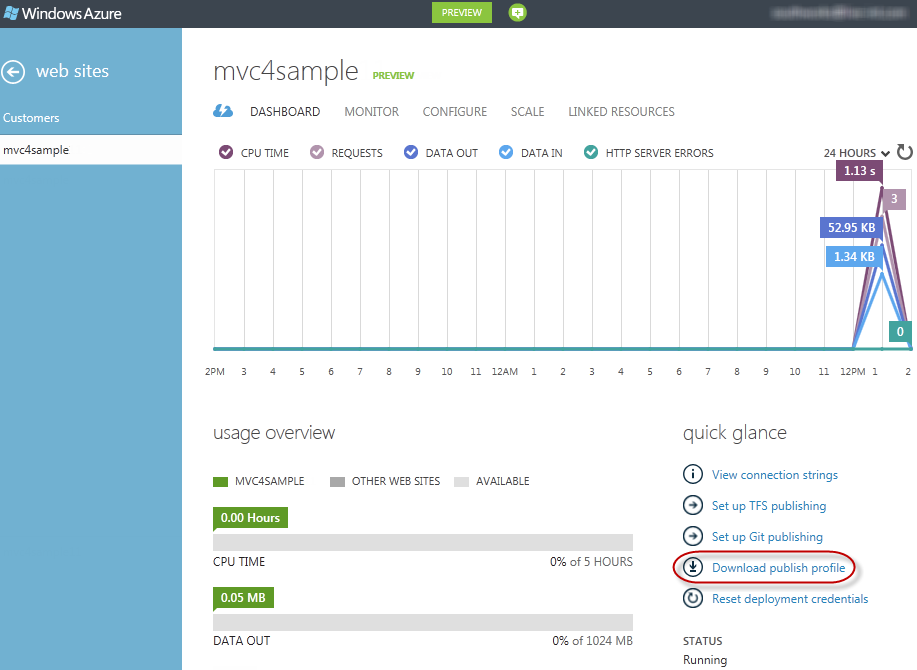 Windows Azure
PREVIEW
web sites
Customers
mvc4sample
mvc4sample PREVIEW
DASHBOARD MONITOR CONFIGURE SCALE LINKED RESOURCES
CPU TIME REQUESTS DATA OUT DATA IN HTTP SERVER ERRORS 24 HOURS
1.13 s
3
52.95 KB
1.34 KB
0
2PM 3 4 5 6 7 8 9 10 11 12AM 1 2 3 4 5 6 7 8 9 10 11 12PM 1 2
usage overview
MVC4SAMPLE OTHER WEB SITES AVAILABLE
0.00 Hours
CPU TIME 0% of 5 HOURS
0.05 MB
DATA OUT 0% of 1024 MB
quick glance
View connection strings
Set up TFS publishing
Set up Git publishing
Download publish profile
Reset deployment credentials
STATUS
Running